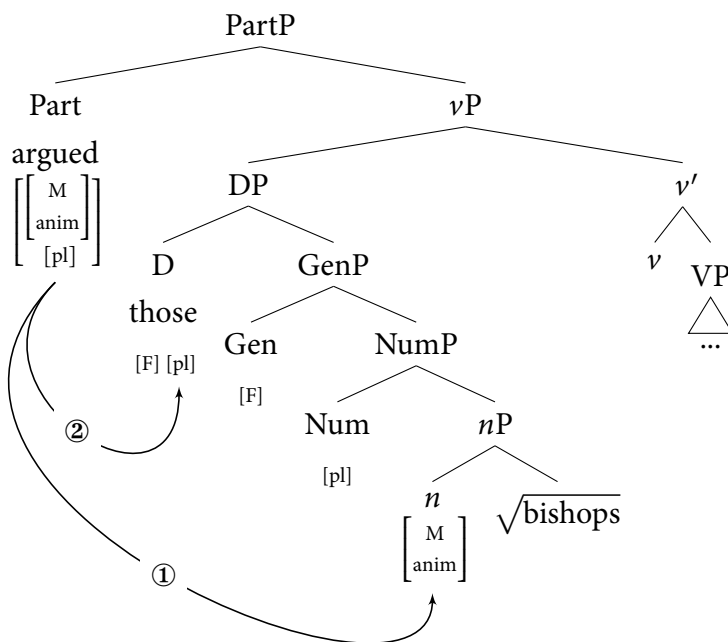 PartP
Part vP
argued
[[M anim] [pl]]
DP v′
D GenP v VP
those
[F] [pl]
Gen NumP ...
[F]
Num nP
[pl]
② 
n √bishops
[M anim]
①